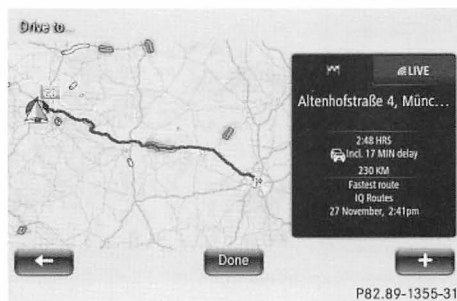 Drive to...
LIVE
Altenhofstraße 4, Münc...
2:48 HRS
Incl. 17 MIN delay
230 KM
Fastest route
IQ Routes
27 November, 2:41pm
Done
P82.89-1355-31